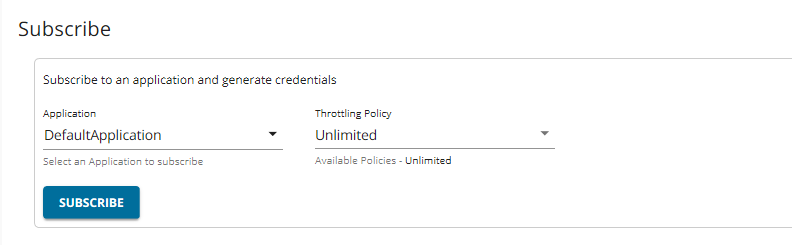 Subscribe
Subscribe to an application and generate credentials
Application
Throttling Policy
DefaultApplication
Unlimited
Select an Application to subscribe
Available Policies - Unlimited
SUBSCRIBE